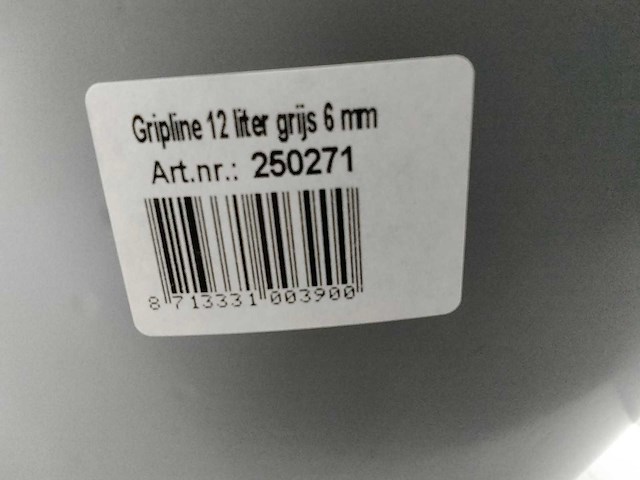 Gripline 12 liter grijs 6 mm
Art.nr.: 250271
8 713331 003900